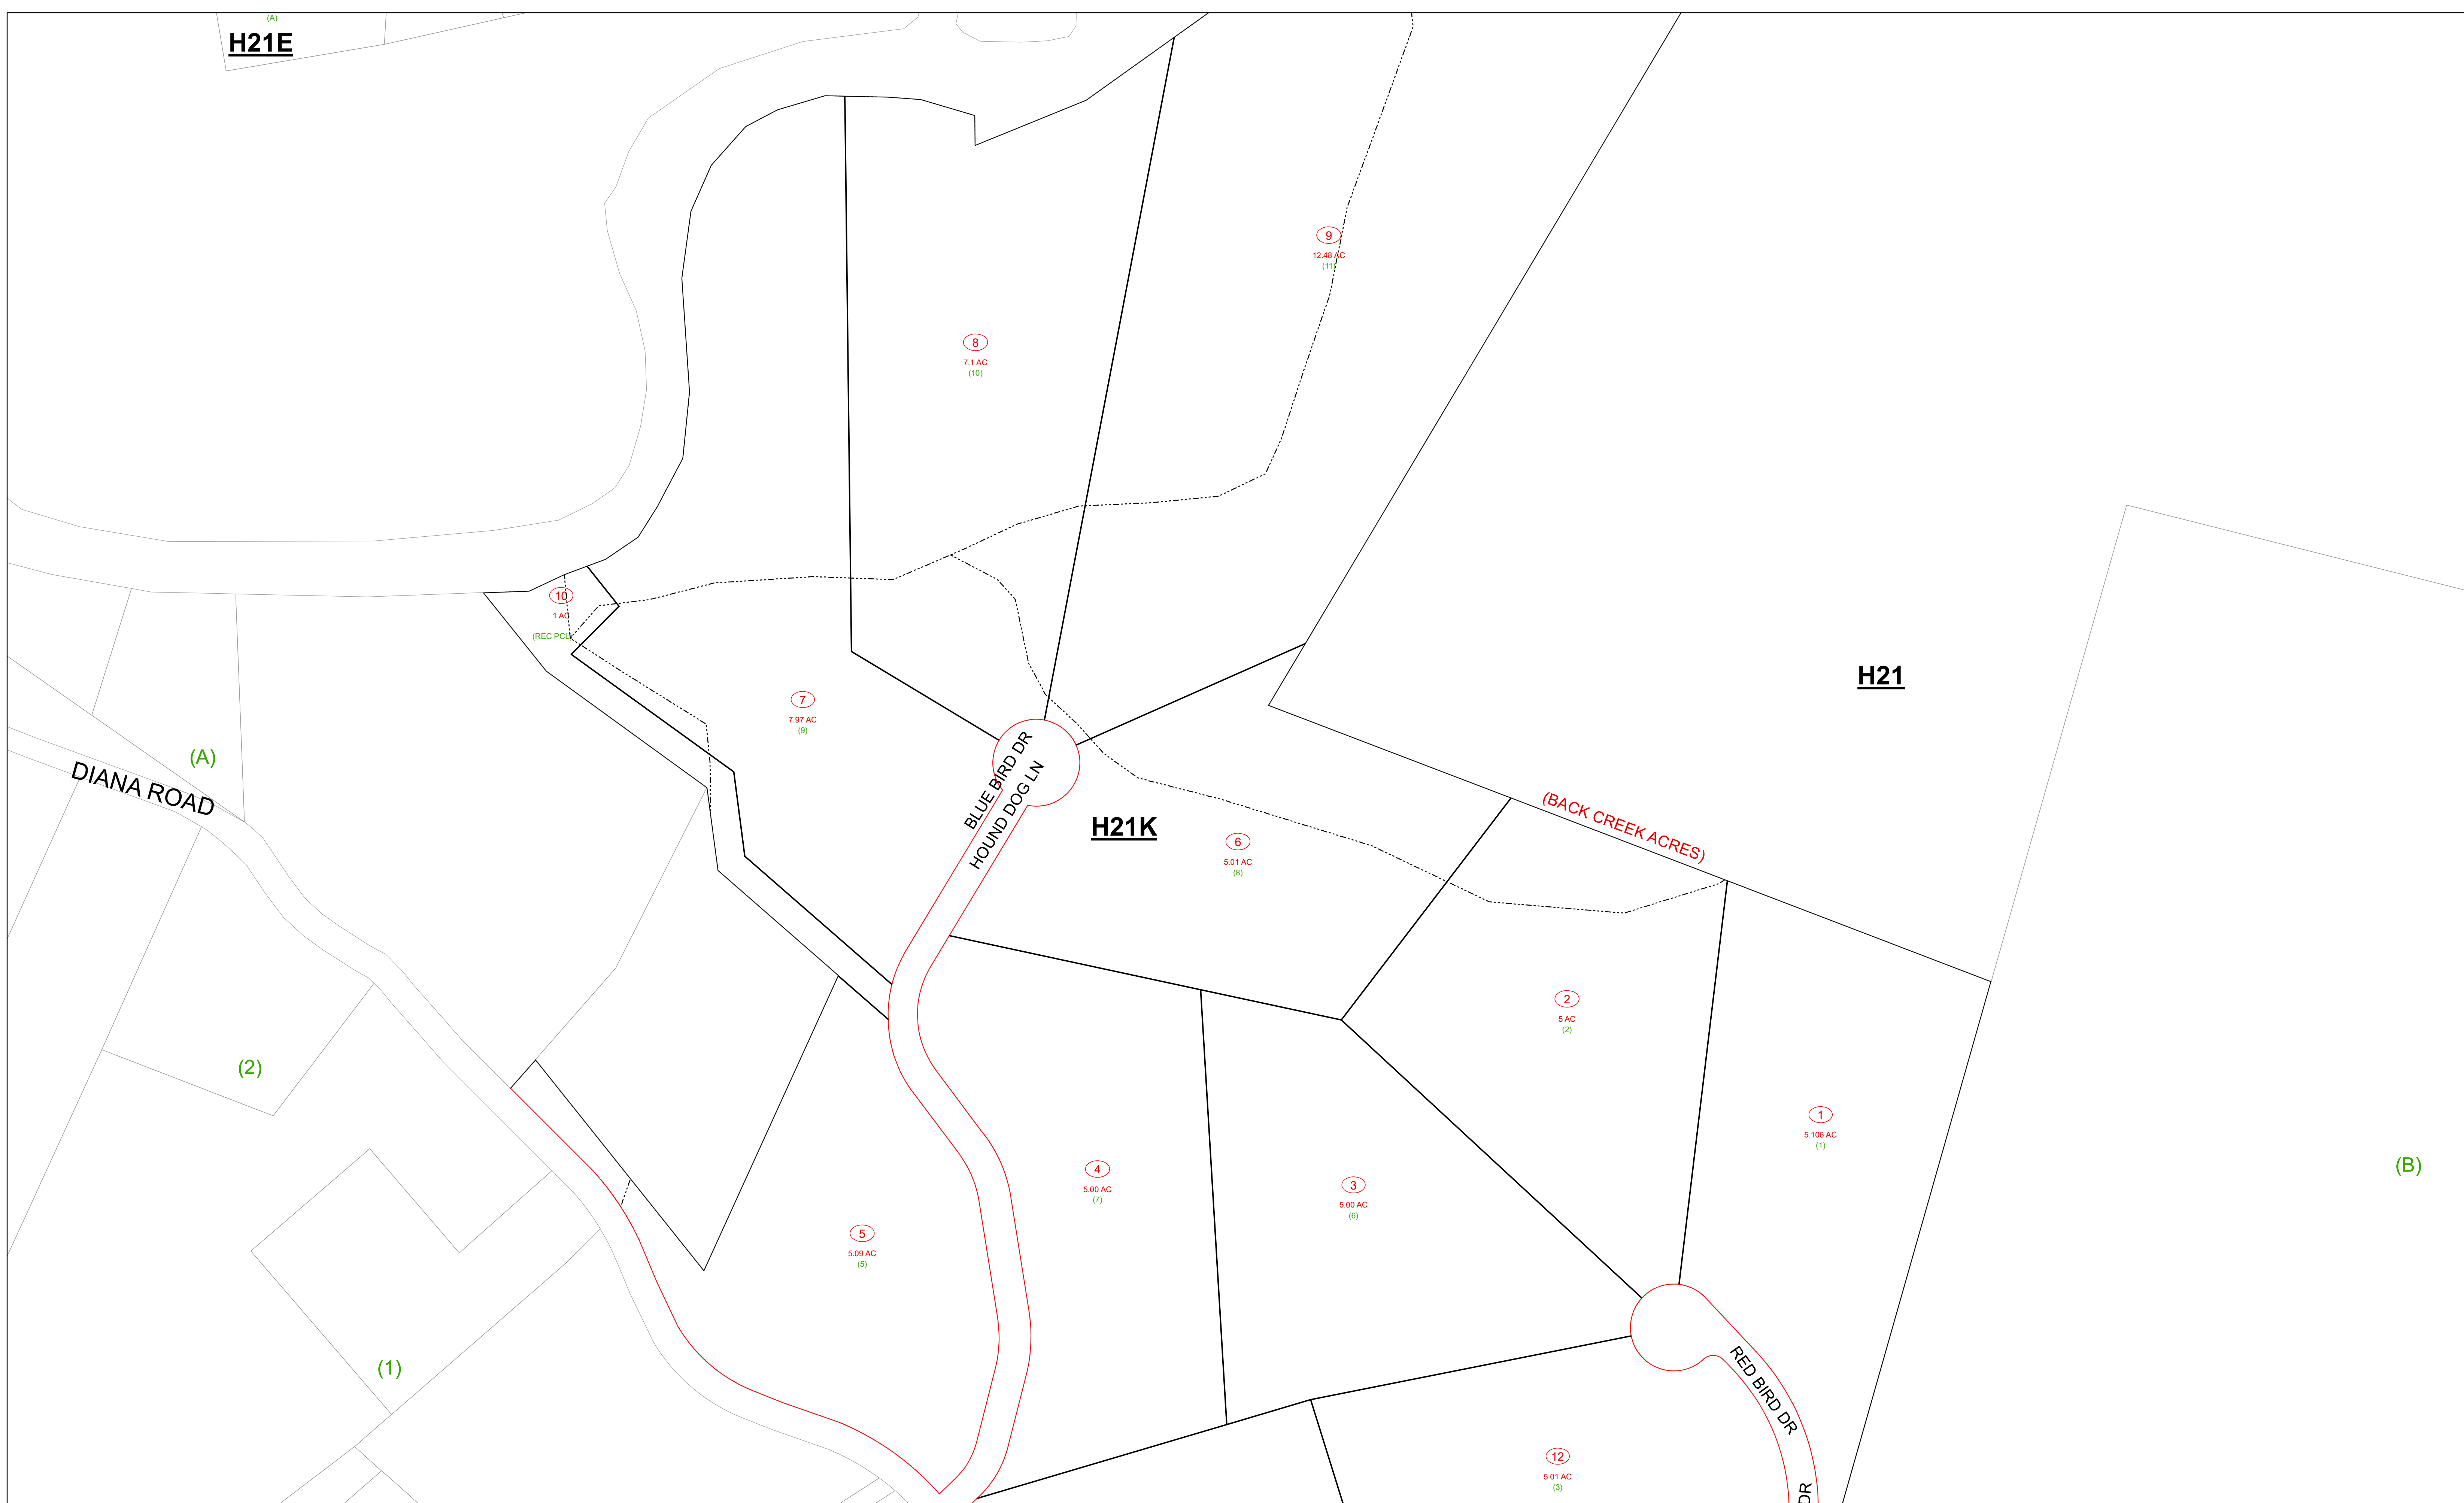 (A)
H21E
9
12.48 AC
(11)
8
7.1 AC
(10)
10
1 AC
(REC PCL)
H21
7
7.97 AC
(9)
(A)
DIANA ROAD
BLUE BIRD DR
HOUND DOG LN
H21K
(BACK CREEK ACRES)
6
5.01 AC
(8)
2
5 AC
(2)
(2)
1
5.106 AC
(1)
4
5.00 AC
(7)
3
5.00 AC
(6)
(B)
5
5.09 AC
(5)
(1)
RED BIRD DR
12
5.01 AC
(3)
DR